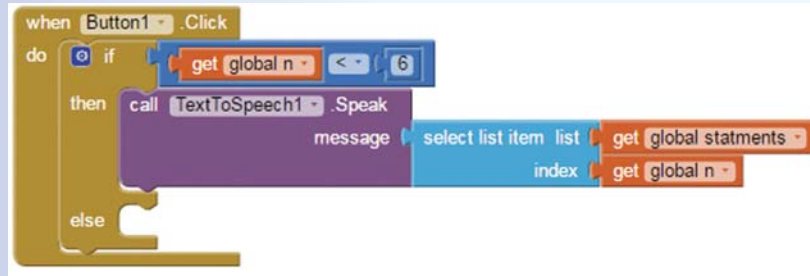 when Button1 .Click
do if get global n < 6
then call TextToSpeech1 .Speak
message select list item list get global statments
index get global n
else